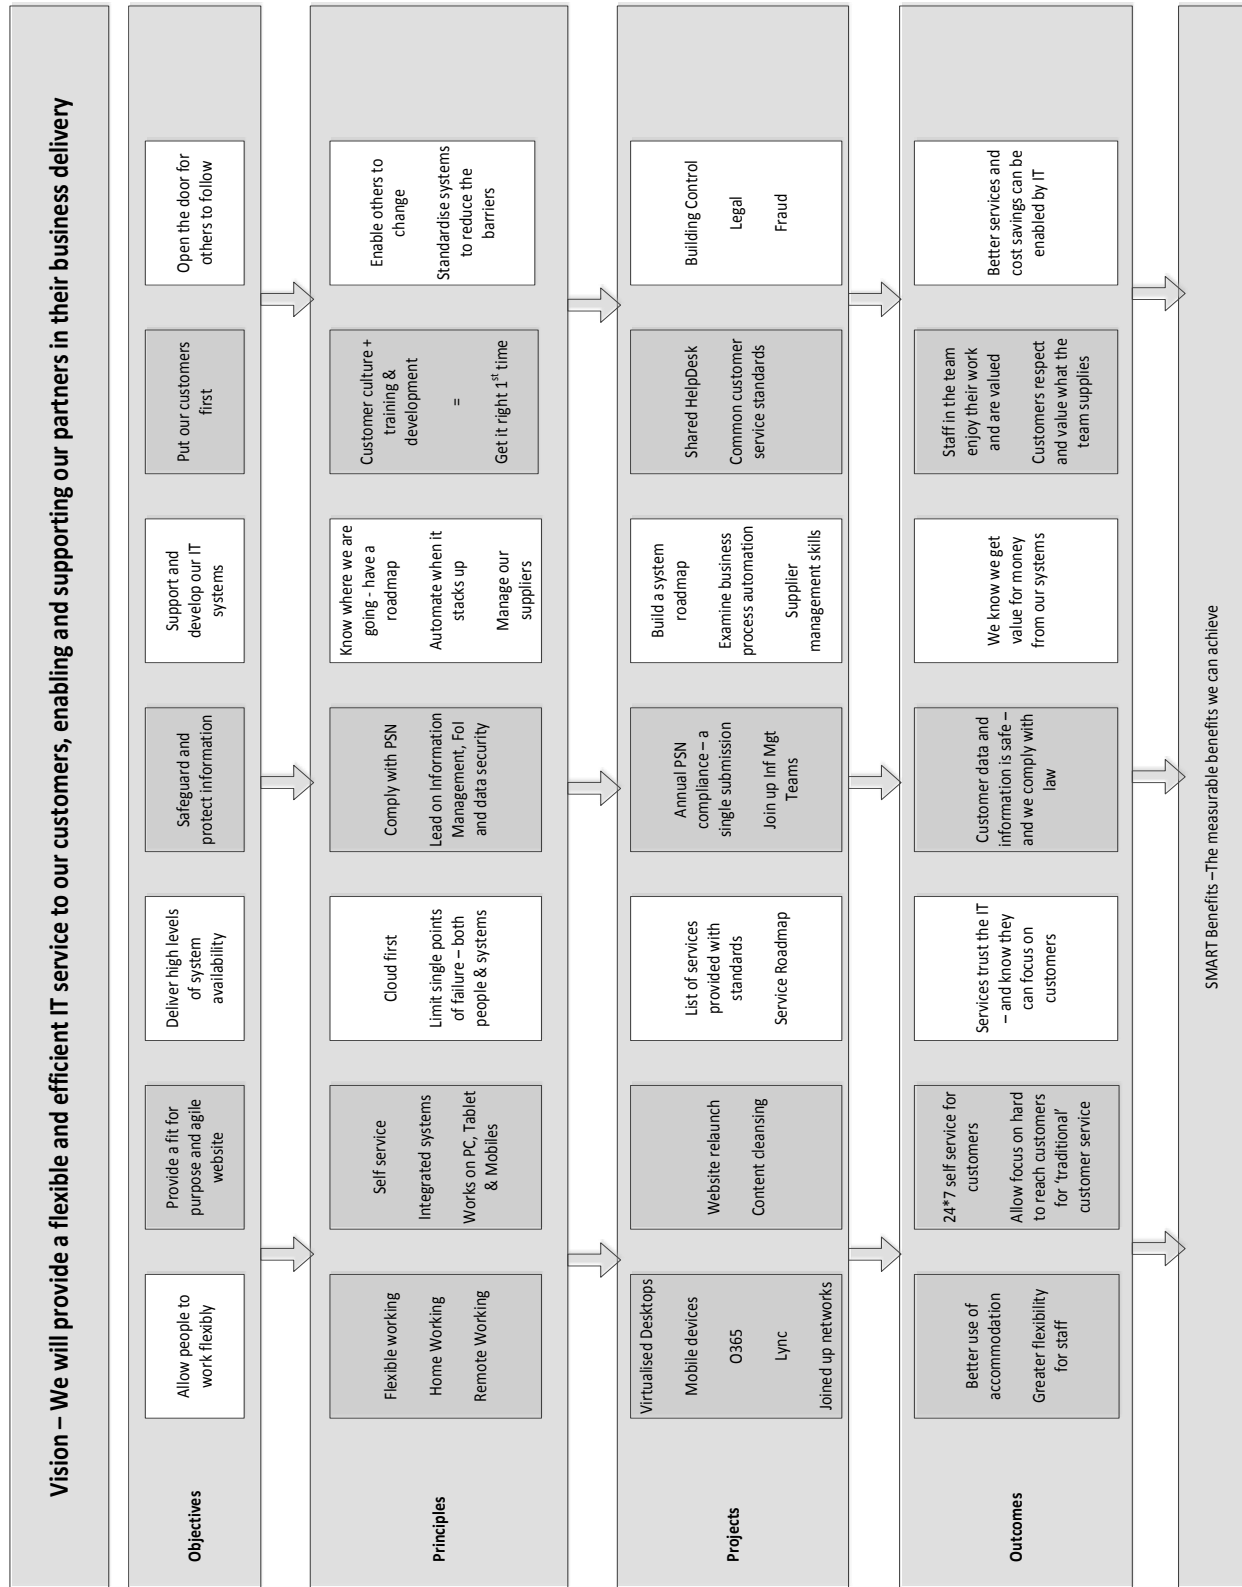 Vision – We will provide a flexible and efficient IT service to our customers, enabling and supporting our partners in their business delivery
Objectives
Allow people to
work flexibly
Provide a fit for
purpose and agile
website
Deliver high levels
of system
availability
Safeguard and
protect information
Support and
develop our IT
systems
Put our customers
first
Open the door for
others to follow
Principles
Flexible working
Home Working
Remote Working
Self service
Integrated systems
Works on PC, Tablet
& Mobiles
Cloud first
Limit single points
of failure – both
people & systems
Comply with PSN
Lead on Information
Management, FoI
and data security
Know where we are
going - have a
roadmap
Automate when it
stacks up
Manage our
suppliers
Customer culture +
training &
development
=
Get it right 1st time
Enable others to
change
Standardise systems
to reduce the
barriers
Projects
Virtualised Desktops
Mobile devices
O365
Lync
Joined up networks
Website relaunch
Content cleansing
List of services
provided with
standards
Service Roadmap
Annual PSN
compliance – a
single submission
Join up Inf Mgt
Teams
Build a system
roadmap
Examine business
process automation
Supplier
management skills
Shared HelpDesk
Common customer
service standards
Building Control
Legal
Fraud
Outcomes
Better use of
accommodation
Greater flexibility
for staff
24*7 self service for
customers
Allow focus on hard
to reach customers
for ‘traditional’
customer service
Services trust the IT
– and know they
can focus on
customers
Customer data and
information is safe –
and we comply with
law
We know we get
value for money
from our systems
Staff in the team
enjoy their work
and are valued
Customers respect
and value what the
team supplies
Better services and
cost savings can be
enabled by IT
SMART Benefits –The measurable benefits we can achieve